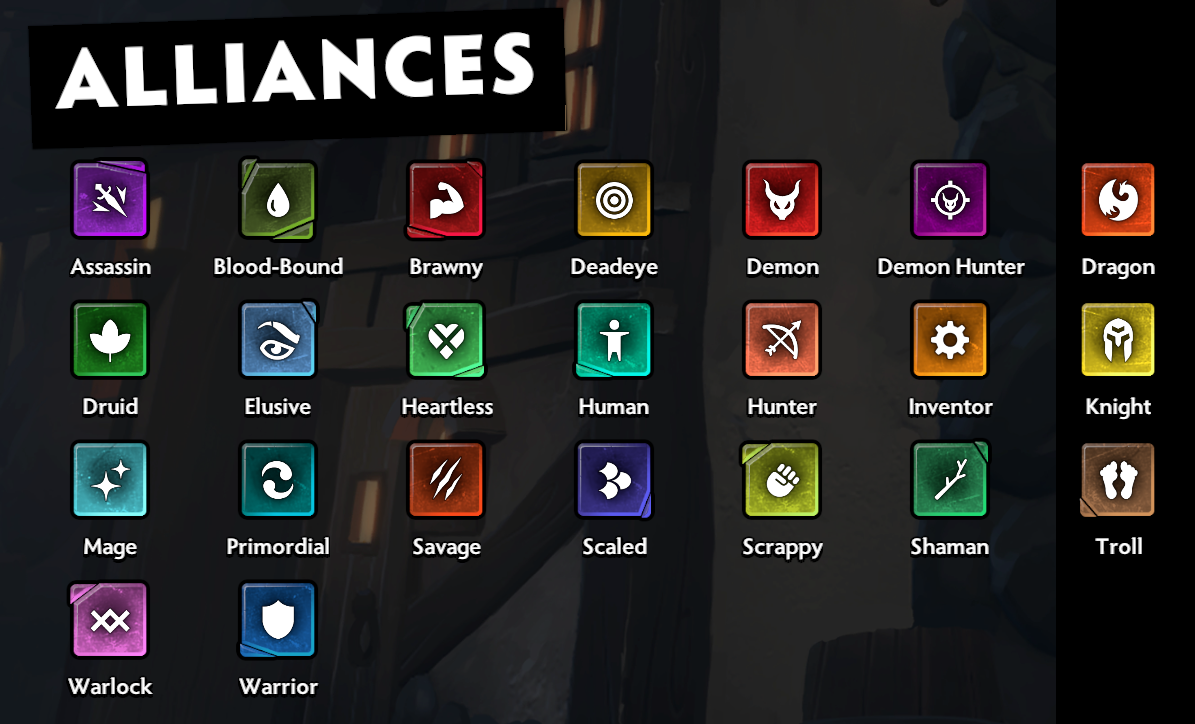 ALLIANCES
Assassin Blood-Bound Brawny Deadeye Demon Demon Hunter Dragon
Druid Elusive Heartless Human Hunter Inventor Knight
Mage Primordial Savage Scaled Scrappy Shaman Troll
Warlock Warrior